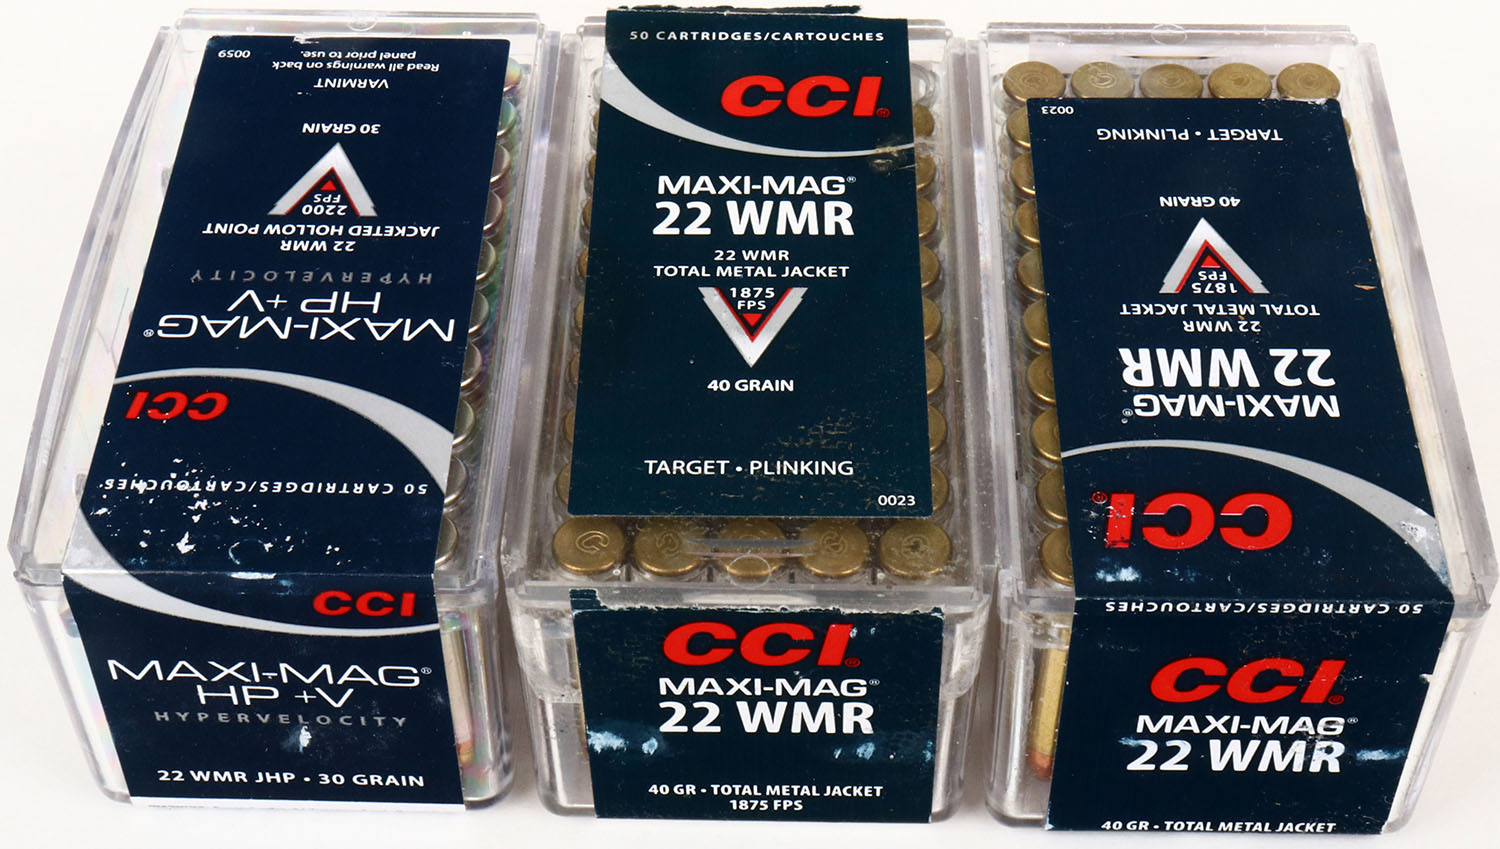 0059
Read all warnings on back
panel prior to use.
VARMINT
30 GRAIN
2200
FPS
22 WMR
JACKETED HOLLOW POINT
HYPERVELOCITY
MAXI-MAG®
HP +V
CCI
50 CARTRIDGES/CARTOUCHES
CCI
MAXI-MAG®
HP +V
HYPERVELOCITY
22 WMR JHP • 30 GRAIN
50 CARTRIDGES/CARTOUCHES
CCI®
MAXI-MAG®
22 WMR
22 WMR
TOTAL METAL JACKET
1875
FPS
40 GRAIN
TARGET • PLINKING
0023
CCI®
MAXI-MAG®
22 WMR
40 GR • TOTAL METAL JACKET
1875 FPS
50 CARTRIDGES/CARTOUCHES
CCI®
MAXI-MAG®
22 WMR
22 WMR
TOTAL METAL JACKET
1875
FPS
40 GRAIN
TARGET • PLINKING
0023
CCI®
MAXI-MAG®
22 WMR
40 GR • TOTAL METAL JACKET